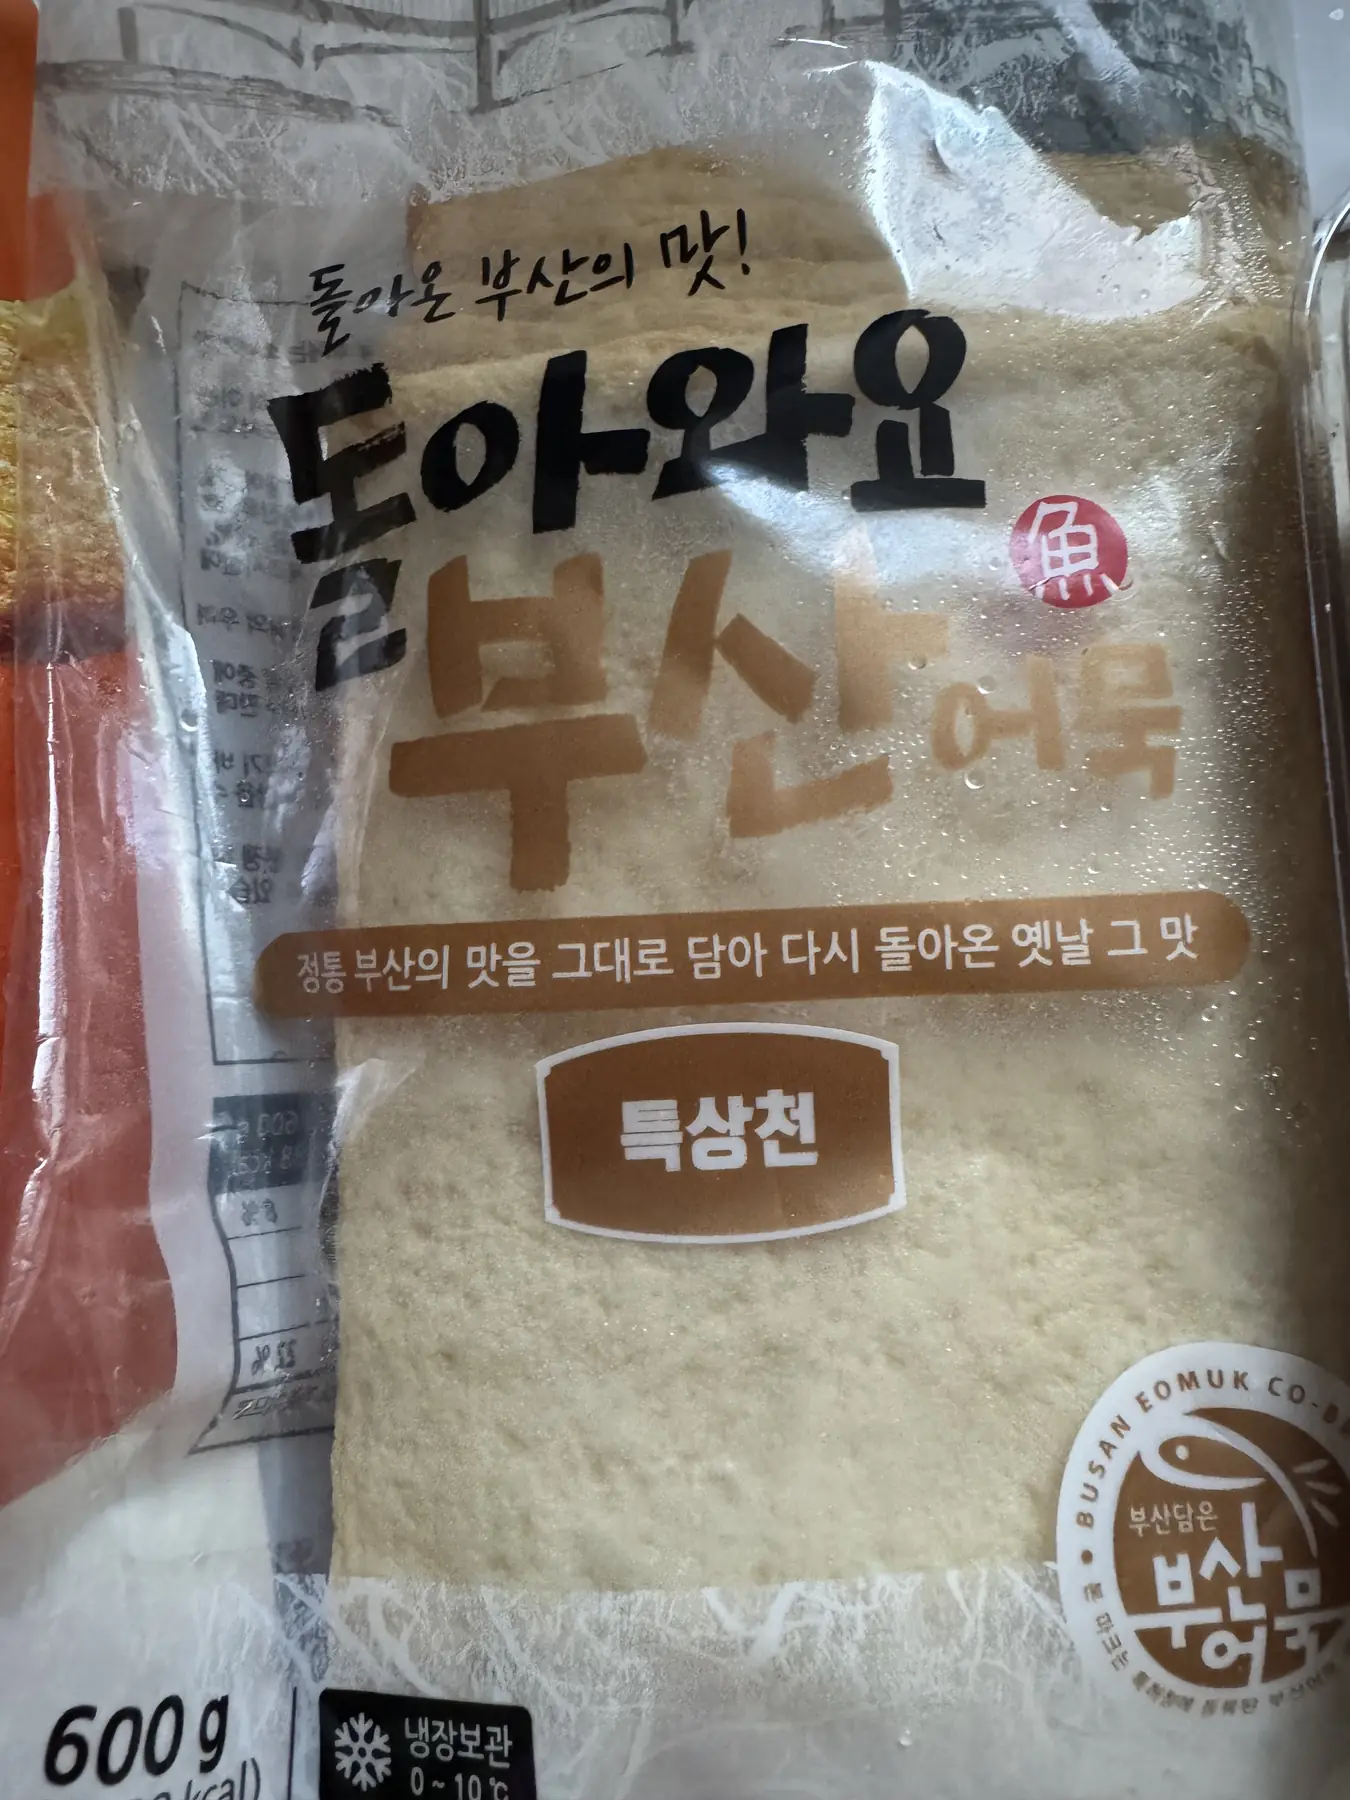 돌아온 부산의 맛!
돌아와요
魚
부산어묵
정통 부산의 맛을 그대로 담아 다시 돌아온 옛날 그 맛
특상천
BUSAN EOMUK CO-
부산담은
부산
어묵
600 g
kcal)
냉장보관
0~10℃